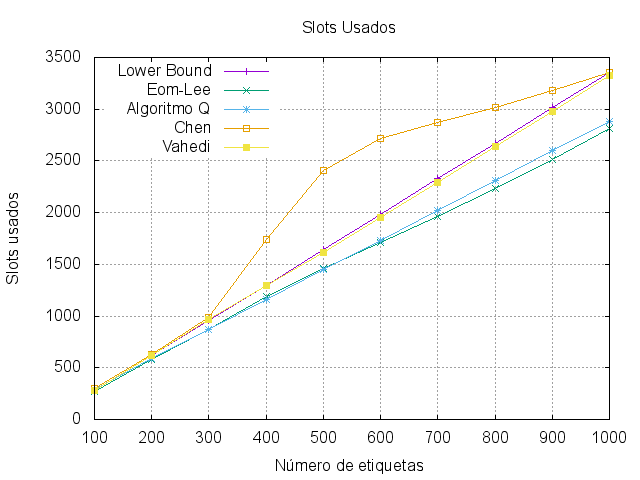 Slots Usados
3500
3000
2500
2000
1500
1000
500
0
Slots usados
Lower Bound
Eom-Lee
Algoritmo Q
Chen
Vahedi
100 200 300 400 500 600 700 800 900 1000
Número de etiquetas